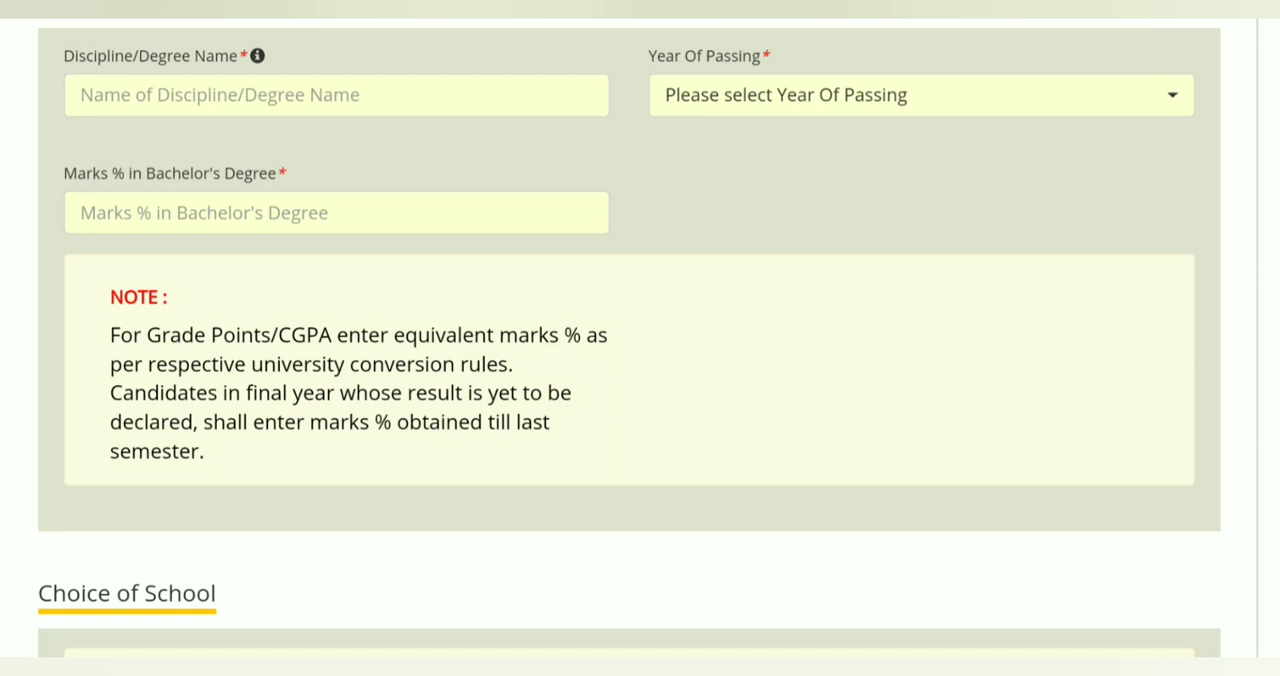 Discipline/Degree Name*
Year Of Passing*
Name of Discipline/Degree Name
Please select Year Of Passing
Marks % in Bachelor's Degree*
Marks % in Bachelor's Degree
NOTE :
For Grade Points/CGPA enter equivalent marks % as
per respective university conversion rules.
Candidates in final year whose result is yet to be
declared, shall enter marks % obtained till last
semester.
Choice of School